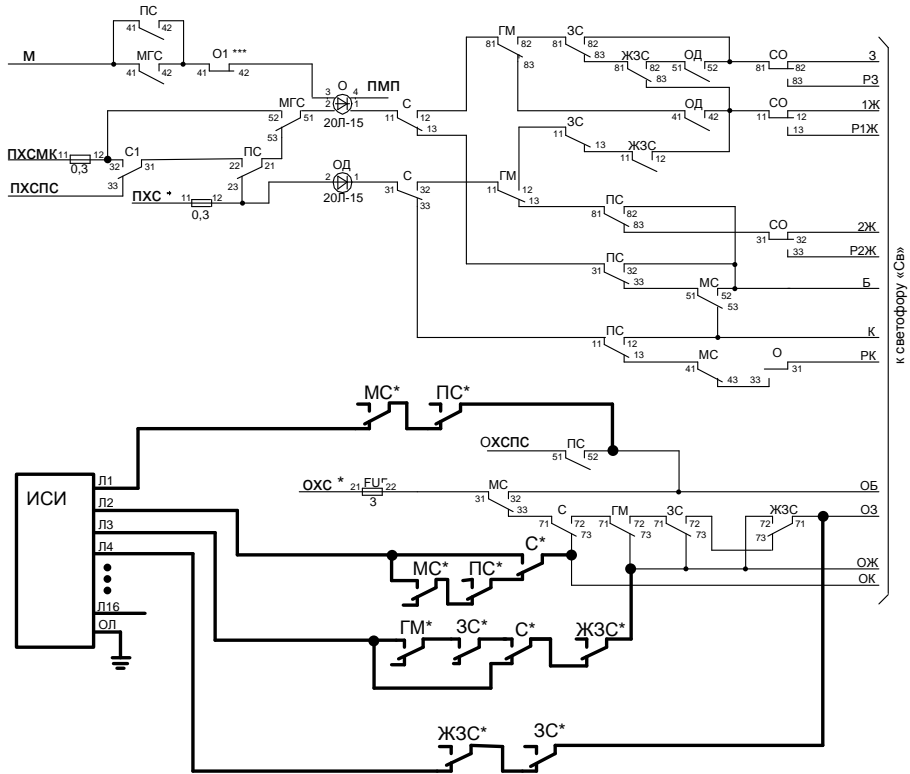 ПС
41 42
М
МГС
41 42
О1 ***
41 42
О
3 4
2 1
20Л-15
ПМП
МГС
52 51
53
ПХСМК
11 12
0,3
С1
32 31
33
ПС
22 21
23
ПХСПС
ПХС *
11 12
0,3
ОД
2 1
20Л-15
С
11 12
13
С
31 32
33
ГМ
81 82
83
ЗС
81 82
83
ЖЗС
81 82
83
ОД
51 52
СО
81 82
83
З
РЗ
ОД
41 42
СО
11 12
13
1Ж
Р1Ж
ЗС
11
13
ЖЗС
11 12
ГМ
11 12
13
ПС
81 82
83
СО
31 32
33
2Ж
Р2Ж
ПС
31 32
33
МС
51 52
53
Б
ПС
11 12
13
К
МС
41
43
О
33 31
РК
к светофору «Св»
МС*
ПС*
ОХСПС
ПС
51 52
ИСИ
Л1
Л2
Л3
Л4
Л16
ОЛ
ОХС *
21 22
3
МС
31 32
33
ОБ
С
71 72
73
ГМ
71 72
73
ЗС
71 72
73
ЖЗС
72 71
73
ОЗ
С*
МС*
ПС*
ОЖ
ОК
ГМ*
ЗС*
С*
ЖЗС*
ЖЗС*
ЗС*